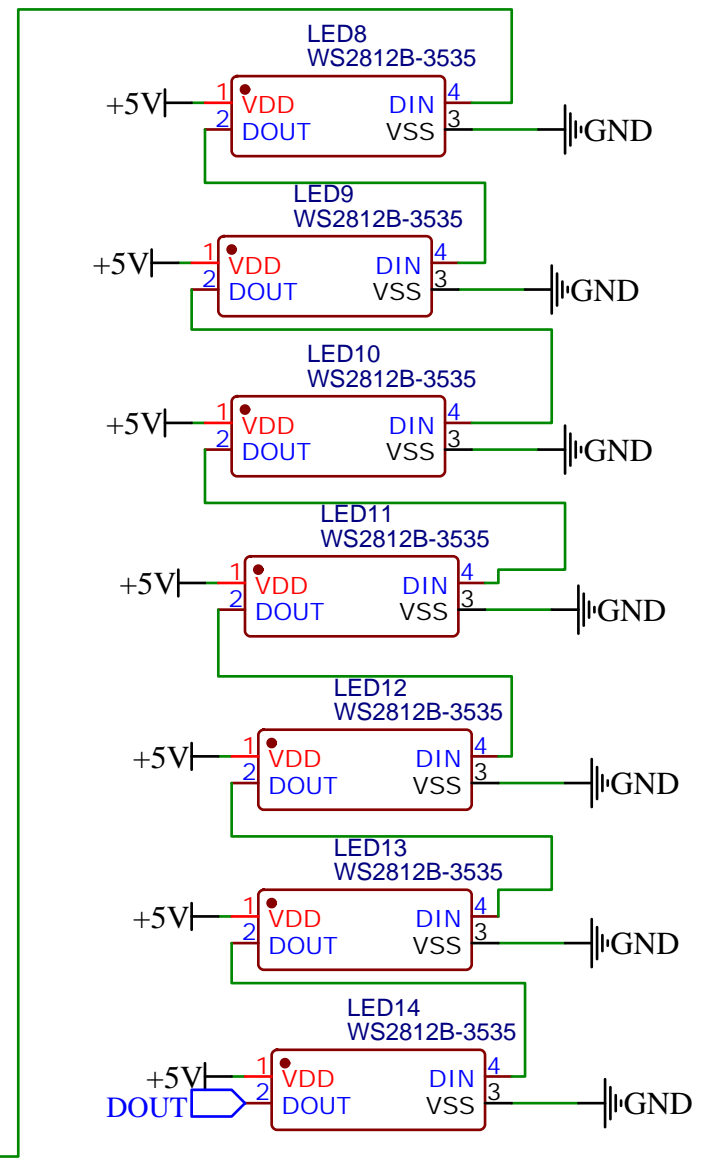 LED8
WS2812B-3535
+5V 1 VDD DIN 4
2 DOUT VSS 3 GND
LED9
WS2812B-3535
+5V 1 VDD DIN 4
2 DOUT VSS 3 GND
LED10
WS2812B-3535
+5V 1 VDD DIN 4
2 DOUT VSS 3 GND
LED11
WS2812B-3535
+5V 1 VDD DIN 4
2 DOUT VSS 3 GND
LED12
WS2812B-3535
+5V 1 VDD DIN 4
2 DOUT VSS 3 GND
LED13
WS2812B-3535
+5V 1 VDD DIN 4
2 DOUT VSS 3 GND
LED14
WS2812B-3535
+5V 1 VDD DIN 4
DOUT 2 DOUT VSS 3 GND